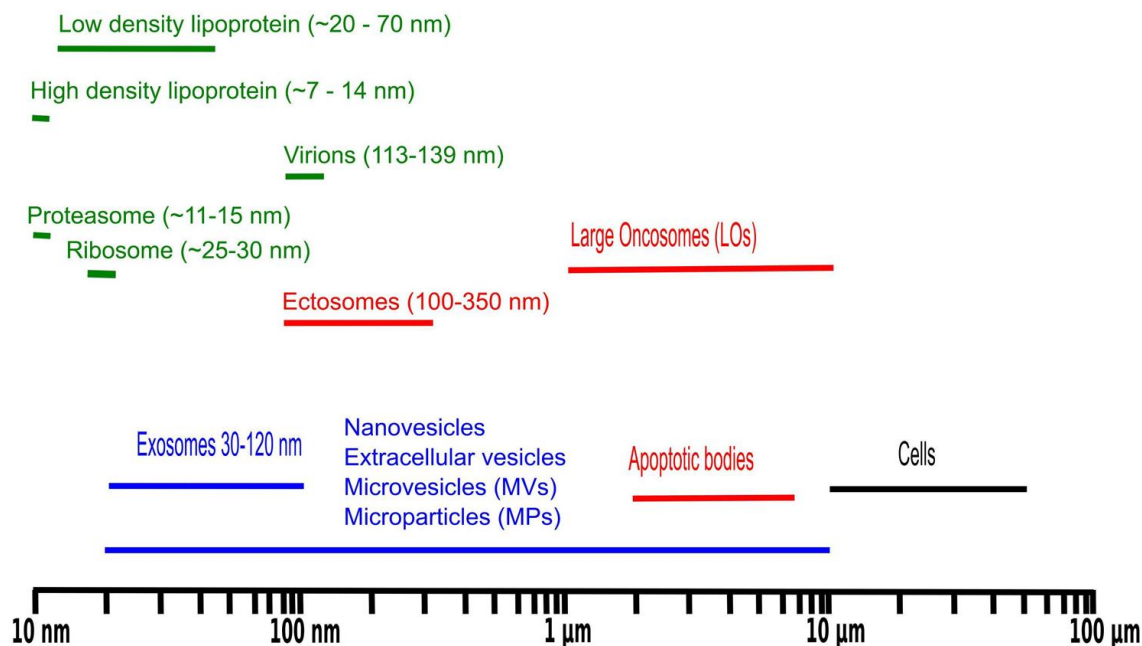 Low density lipoprotein (~20 - 70 nm)
High density lipoprotein (~7 - 14 nm)
Virions (113-139 nm)
Proteasome (~11-15 nm)
Large Oncosomes (LOs)
Ribosome (~25-30 nm)
Ectosomes (100-350 nm)
Exosomes 30-120 nm
Nanovesicles
Extracellular vesicles
Microvesicles (MVs)
Microparticles (MPs)
Apoptotic bodies
Cells
10 nm 100 nm 1 µm 10 µm 100 µm